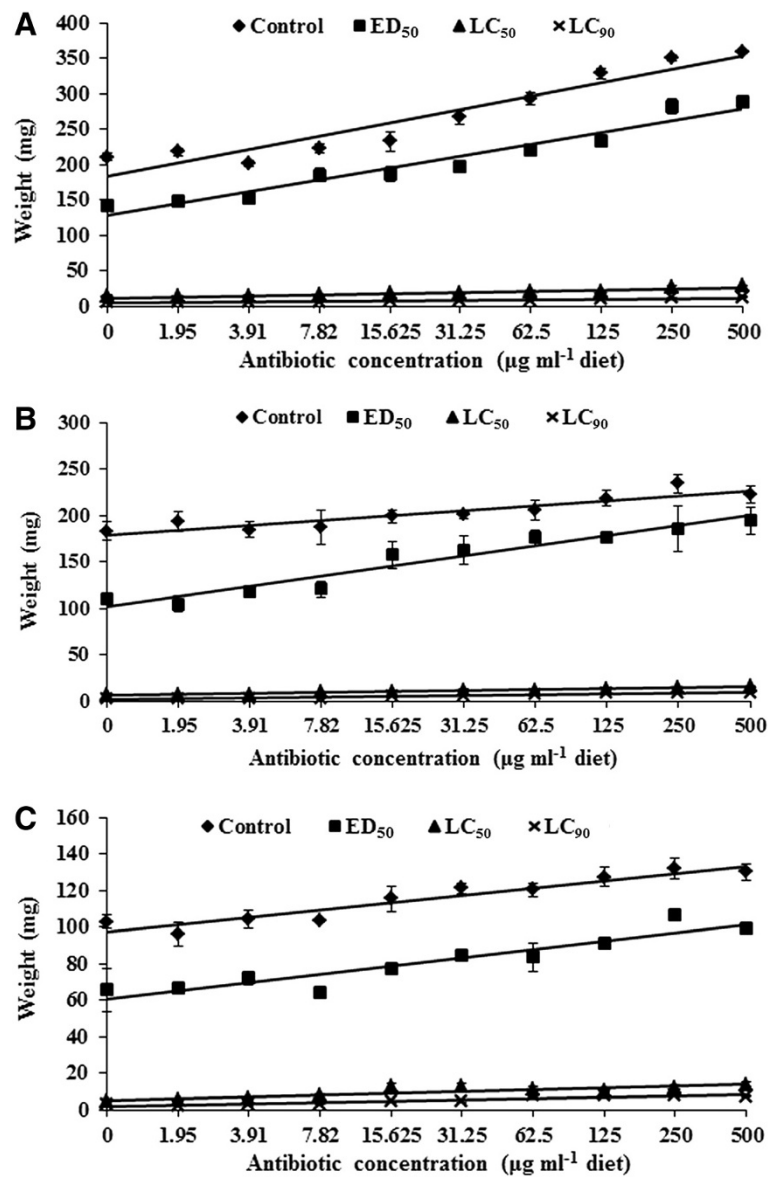 A
Control ED50 LC50 LC90
400
350
300
250
200
150
100
50
0
Weight (mg)
0 1.95 3.91 7.82 15.625 31.25 62.5 125 250 500
Antibiotic concentration (µg ml-1 diet)
B
Control ED50 LC50 LC90
300
250
200
150
100
50
0
Weight (mg)
0 1.95 3.91 7.82 15.625 31.25 62.5 125 250 500
Antibiotic concentration (µg ml-1 diet)
C
Control ED50 LC50 LC90
160
140
120
100
80
60
40
20
0
Weight (mg)
0 1.95 3.91 7.82 15.625 31.25 62.5 125 250 500
Antibiotic concentration (µg ml-1 diet)